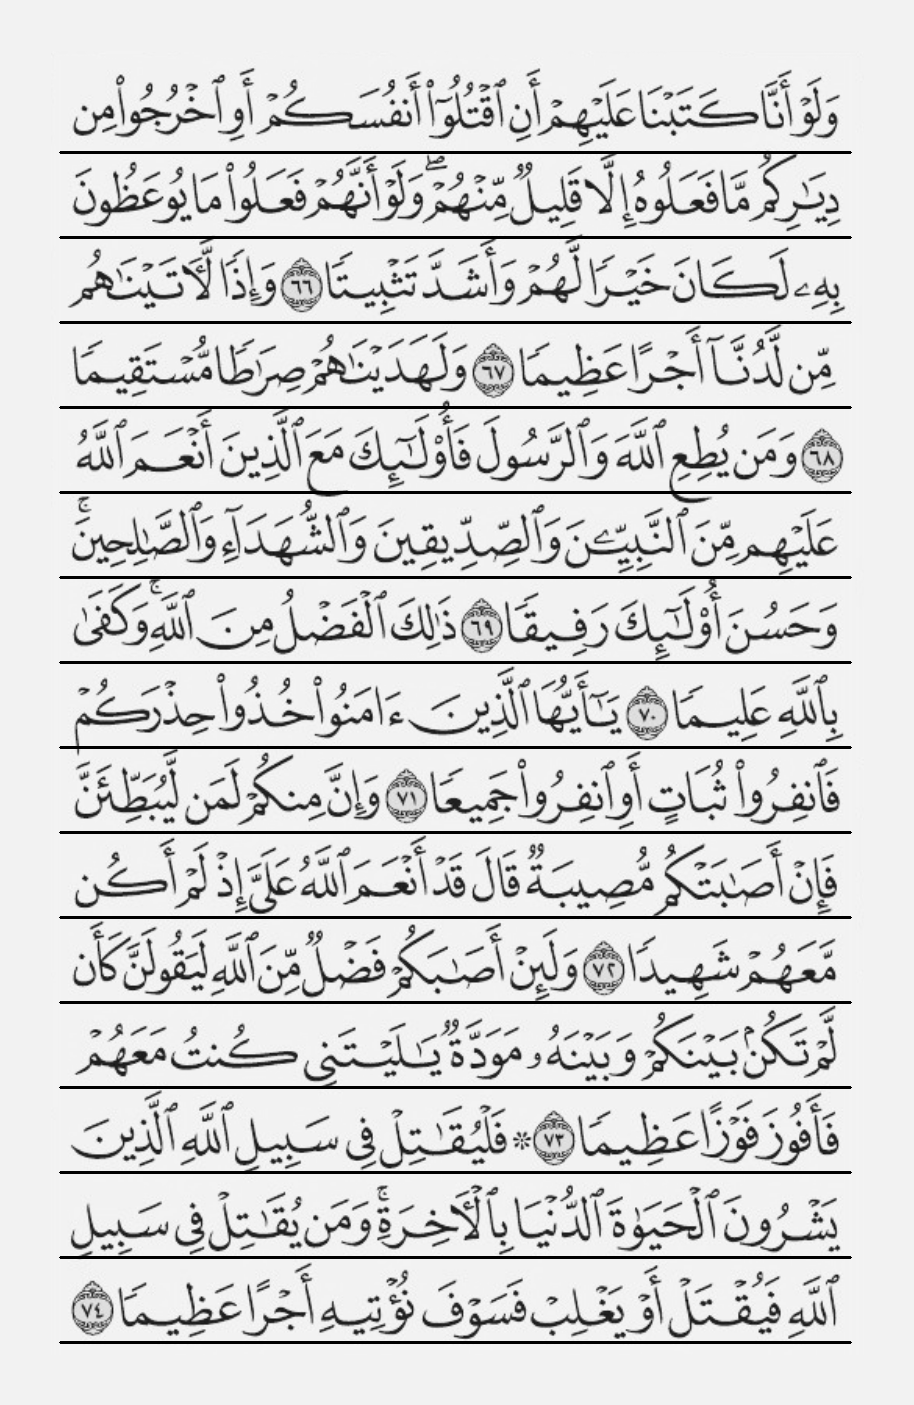 وَلَوْ أَنَّا كَتَبْنَا عَلَيْهِمْ أَنِ ٱقْتُلُوٓا۟ أَنفُسَكُمْ أَوِ ٱخْرُجُوا۟ مِن
دِيَٰرِكُم مَّا فَعَلُوهُ إِلَّا قَلِيلٌ مِّنْهُمْ ۖ وَلَوْ أَنَّهُمْ فَعَلُوا۟ مَا يُوعَظُونَ
بِهِۦ لَكَانَ خَيْرًا لَّهُمْ وَأَشَدَّ تَثْبِيتًا ٦٦ وَإِذًا لَّـَٔاتَيْنَٰهُم
مِّن لَّدُنَّآ أَجْرًا عَظِيمًا ٦٧ وَلَهَدَيْنَٰهُمْ صِرَٰطًا مُّسْتَقِيمًا
٦٨ وَمَن يُطِعِ ٱللَّهَ وَٱلرَّسُولَ فَأُو۟لَٰٓئِكَ مَعَ ٱلَّذِينَ أَنْعَمَ ٱللَّهُ
عَلَيْهِم مِّنَ ٱلنَّبِيِّـۧنَ وَٱلصِّدِّيقِينَ وَٱلشُّهَدَآءِ وَٱلصَّٰلِحِينَ ۚ
وَحَسُنَ أُو۟لَٰٓئِكَ رَفِيقًا ٦٩ ذَٰلِكَ ٱلْفَضْلُ مِنَ ٱللَّهِ ۚ وَكَفَىٰ
بِٱللَّهِ عَلِيمًا ٧٠ يَٰٓأَيُّهَا ٱلَّذِينَ ءَامَنُوا۟ خُذُوا۟ حِذْرَكُمْ
فَٱنفِرُوا۟ ثُبَاتٍ أَوِ ٱنفِرُوا۟ جَمِيعًا ٧١ وَإِنَّ مِنكُمْ لَمَن لَّيُبَطِّئَنَّ
فَإِنْ أَصَٰبَتْكُم مُّصِيبَةٌ قَالَ قَدْ أَنْعَمَ ٱللَّهُ عَلَىَّ إِذْ لَمْ أَكُن
مَّعَهُمْ شَهِيدًا ٧٢ وَلَئِنْ أَصَٰبَكُمْ فَضْلٌ مِّنَ ٱللَّهِ لَيَقُولَنَّ كَأَن
لَّمْ تَكُنۢ بَيْنَكُمْ وَبَيْنَهُۥ مَوَدَّةٌ يَٰلَيْتَنِى كُنتُ مَعَهُمْ
فَأَفُوزَ فَوْزًا عَظِيمًا ٧٣ ۞ فَلْيُقَٰتِلْ فِى سَبِيلِ ٱللَّهِ ٱلَّذِينَ
يَشْرُونَ ٱلْحَيَوٰةَ ٱلدُّنْيَا بِٱلْـَٔاخِرَةِ ۚ وَمَن يُقَٰتِلْ فِى سَبِيلِ
ٱللَّهِ فَيُقْتَلْ أَوْ يَغْلِبْ فَسَوْفَ نُؤْتِيهِ أَجْرًا عَظِيمًا ٧٤